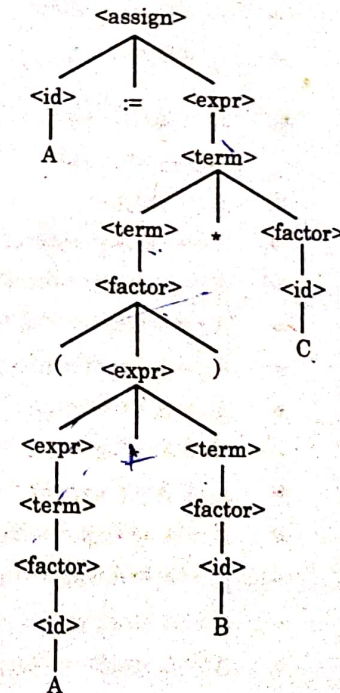 <assign>
<id> := <expr>
A <term>
<term> * <factor>
<factor> <id>
( <expr> ) C
<expr> <term>
<term> <factor>
<factor> <id>
<id> B
A